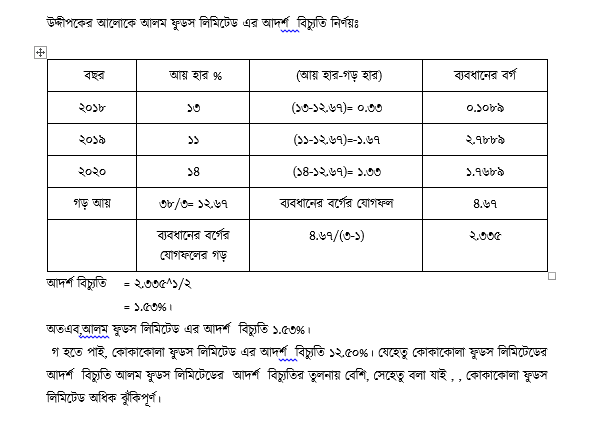 উদ্দীপকের আলোকে আলম ফুডস লিমিটেড এর আদর্শ বিচ্যুতি নির্ণয়ঃ
বছর আয় হার % (আয় হার-গড় হার) ব্যবধানের বর্গ
২০১৮ ১৩ (১৩-১২.৬৭)= ০.৩৩ ০.১০৮৯
২০১৯ ১১ (১১-১২.৬৭)=-১.৬৭ ২.৭৮৮৯
২০২০ ১৪ (১৪-১২.৬৭)= ১.৩৩ ১.৭৬৮৯
গড় আয় ৩৮/৩= ১২.৬৭ ব্যবধানের বর্গের যোগফল ৪.৬৭
ব্যবধানের বর্গের যোগফলের গড় ৪.৬৭/(৩-১) ২.৩৩৫
আদর্শ বিচ্যুতি = ২.৩৩৫^১/২
= ১.৫৩%।
অতএব,আলম ফুডস লিমিটেড এর আদর্শ বিচ্যুতি ১.৫৩%।
গ হতে পাই, কোকাকোলা ফুডস লিমিটেড এর আদর্শ বিচ্যুতি ১২.৫০%। যেহেতু কোকাকোলা ফুডস লিমিটেডের
আদর্শ বিচ্যুতি আলম ফুডস লিমিটেডের আদর্শ বিচ্যুতির তুলনায় বেশি, সেহেতু বলা যাই , , কোকাকোলা ফুডস
লিমিটেড অধিক ঝুঁকিপূর্ণ।